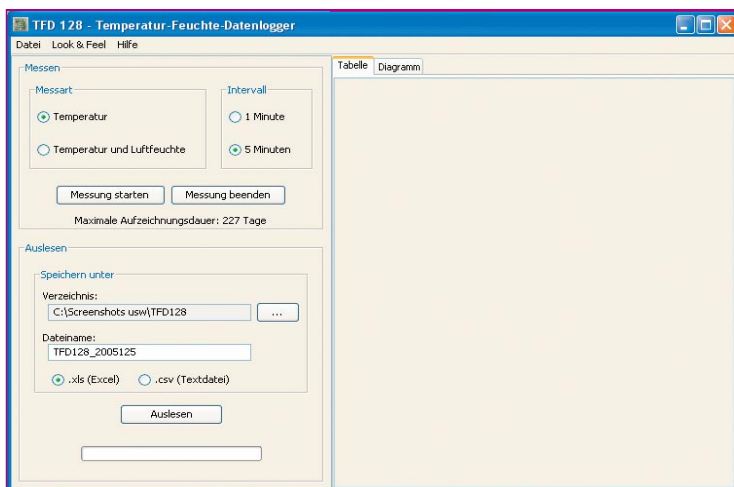 TFD 128 - Temperatur-Feuchte-Datenlogger
Datei Look & Feel Hilfe
Messen
Messart
Temperatur
Temperatur und Luftfeuchte
Intervall
1 Minute
5 Minuten
Messung starten Messung beenden
Maximale Aufzeichnungsdauer: 227 Tage
Auslesen
Speichern unter
Verzeichnis:
C:\Screenshots usw\TFD128
...
Dateiname:
TFD128_2005125
.xls (Excel) .csv (Textdatei)
Auslesen
Tabelle Diagramm